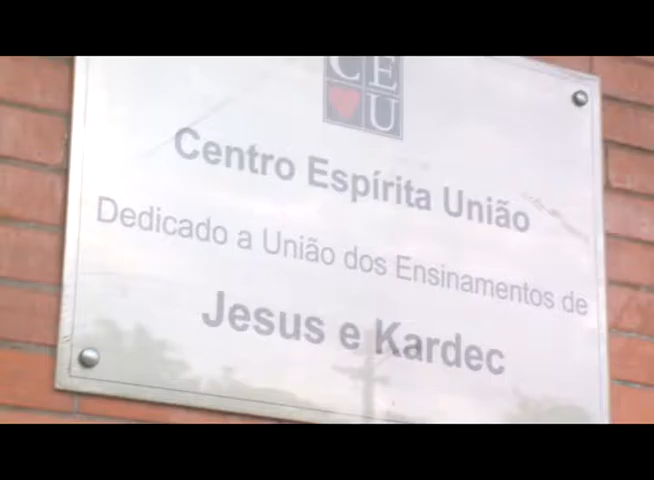 CE
U
Centro Espírita União
Dedicado a União dos Ensinamentos de
Jesus e Kardec